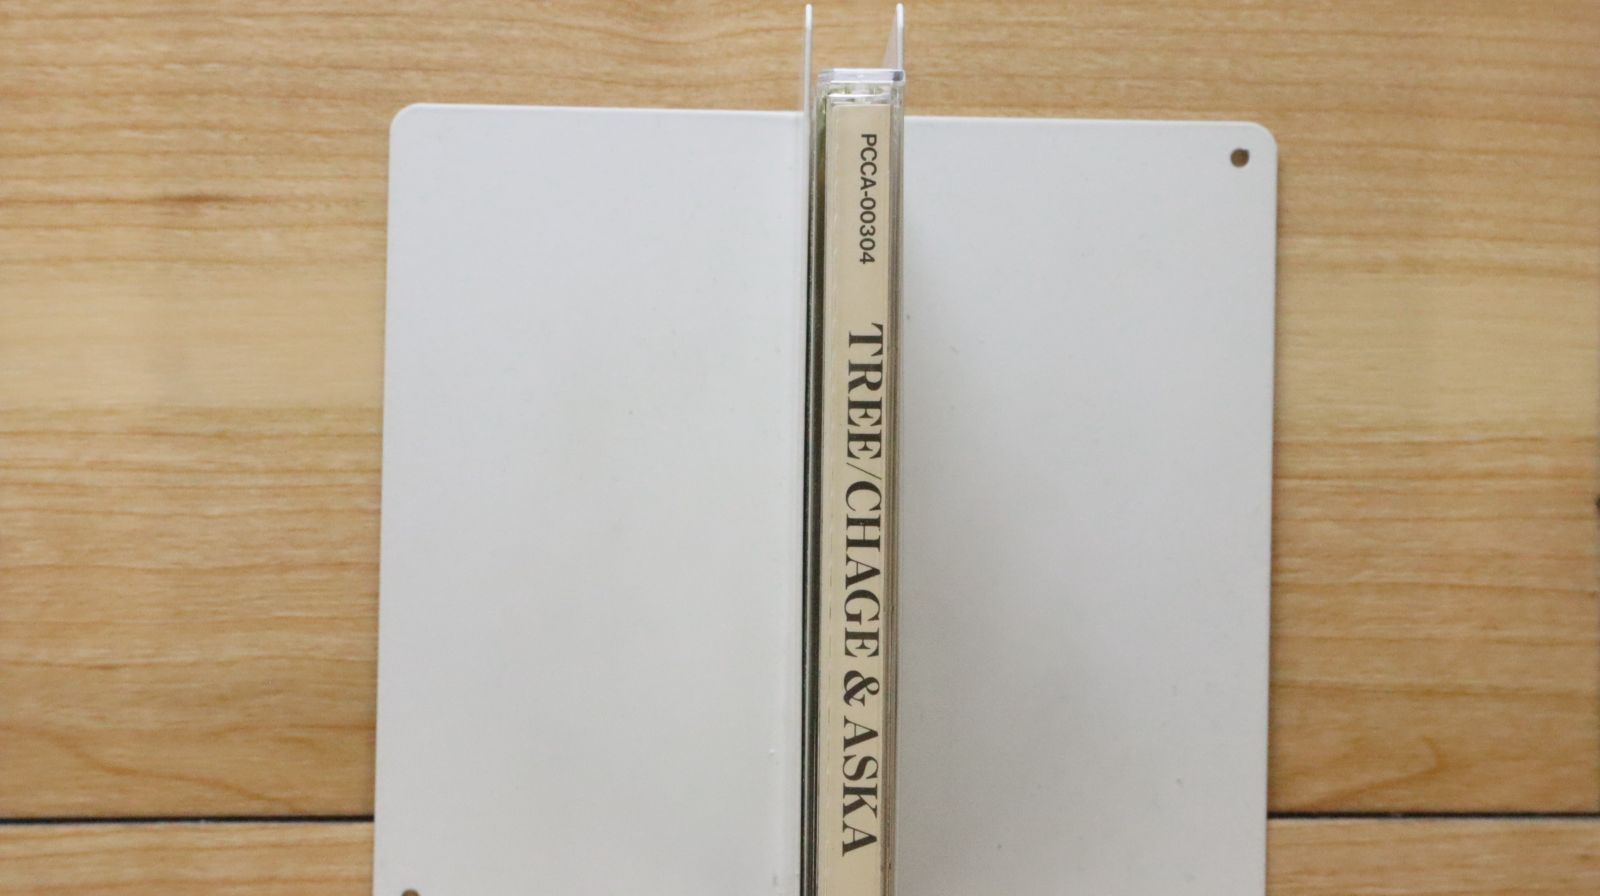 PCCA-00304
TREE/CHAGE & ASKA